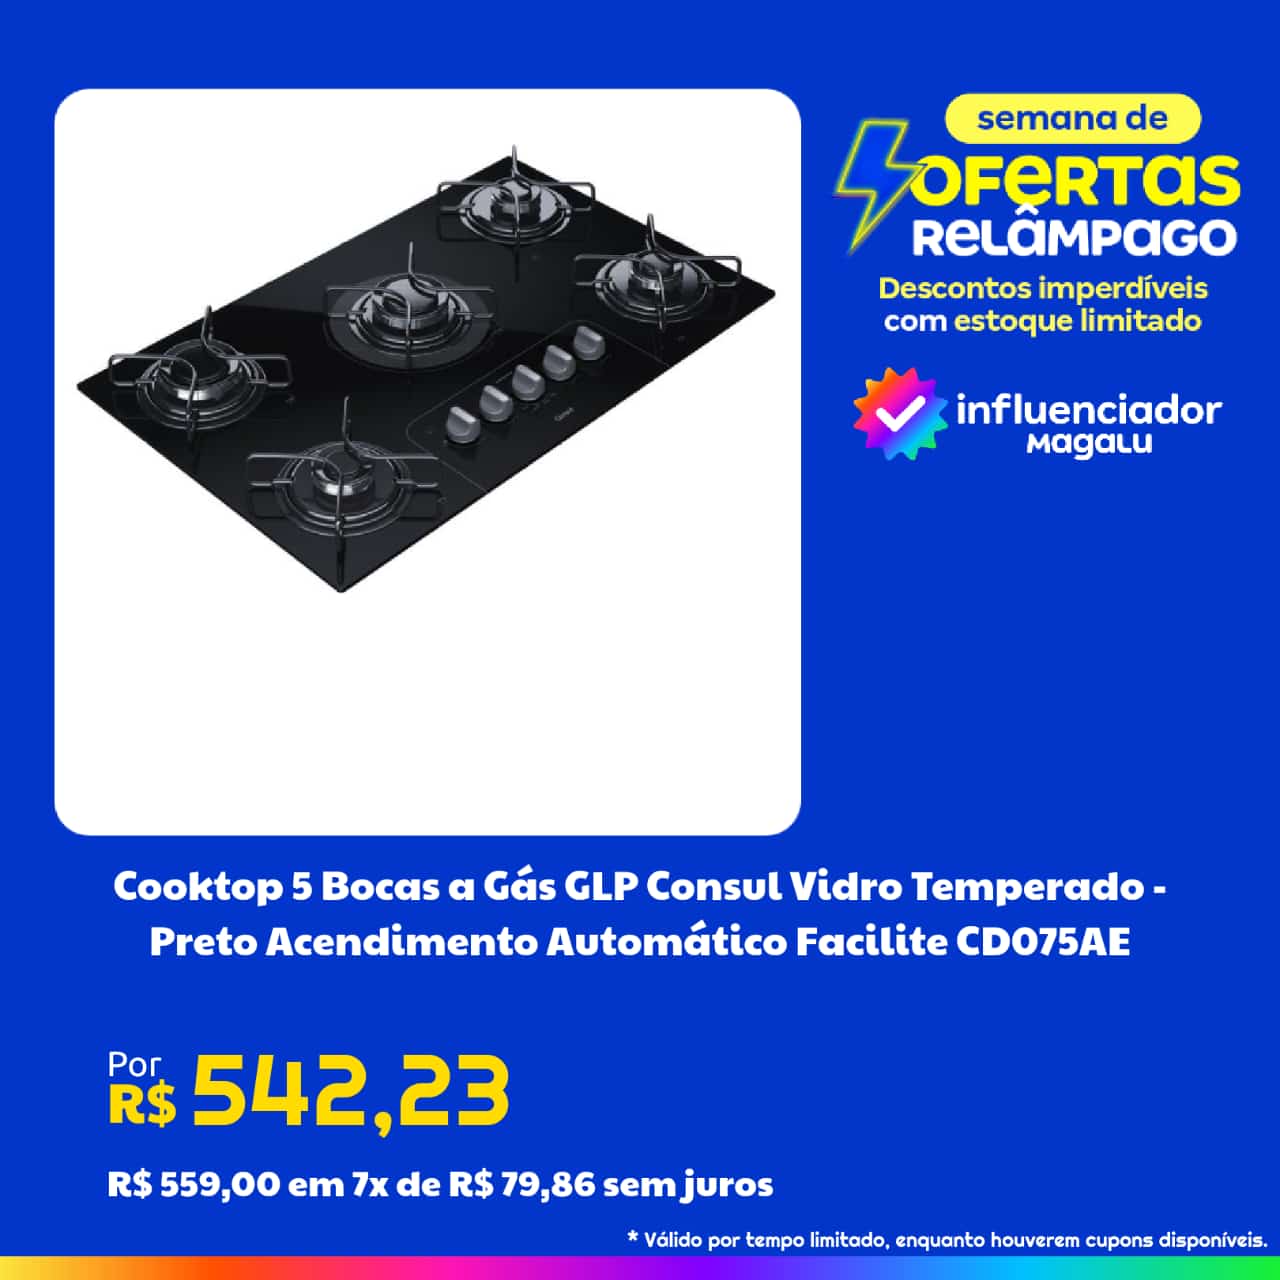 semana de
OFERTAS
RELÂMPAGO
Descontos imperdíveis
com estoque limitado
influenciador
MAGALU
Cooktop 5 Bocas a Gás GLP Consul Vidro Temperado -
Preto Acendimento Automático Facilite CD075AE
Por
R$ 542,23
R$ 559,00 em 7x de R$ 79,86 sem juros
* Válido por tempo limitado, enquanto houverem cupons disponíveis.